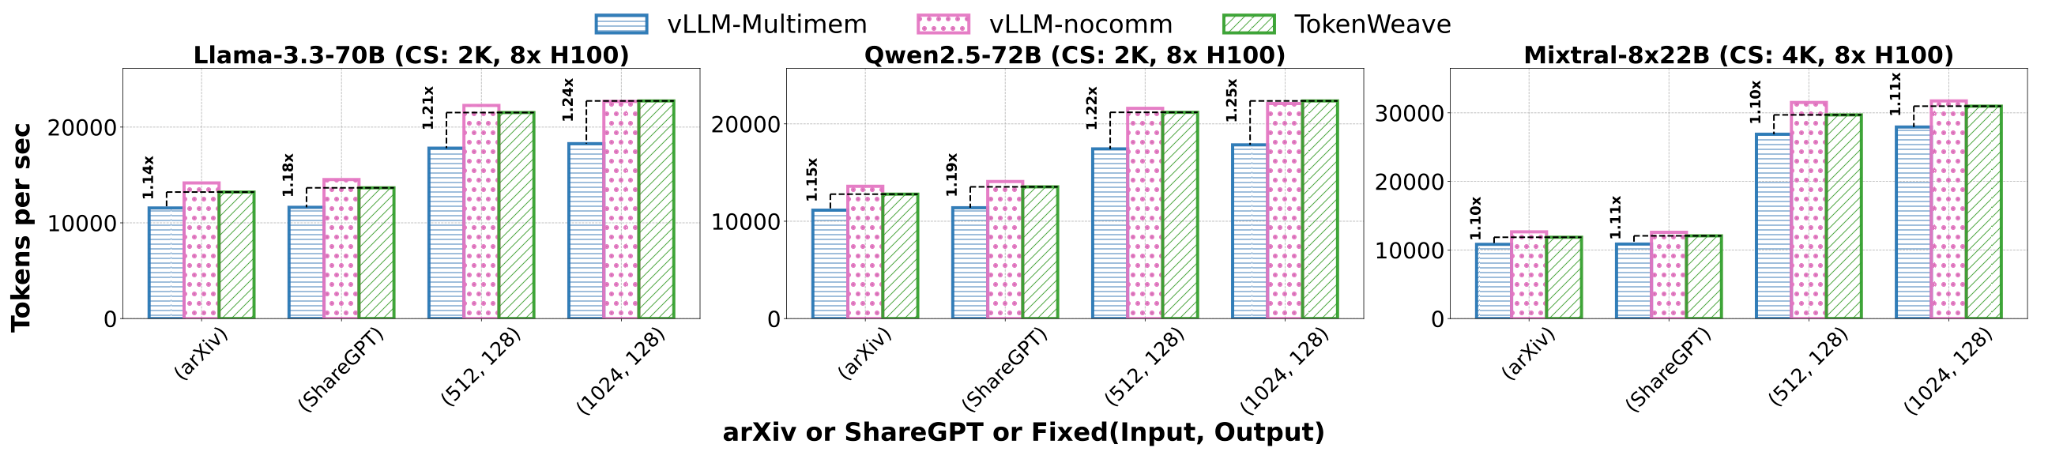 vLLM-Multimem vLLM-nocomm TokenWeave
Llama-3.3-70B (CS: 2K, 8x H100)
Tokens per sec
20000
10000
0
1.14x
1.18x
1.21x
1.24x
(arXiv)
(ShareGPT)
(512, 128)
(1024, 128)
Qwen2.5-72B (CS: 2K, 8x H100)
20000
10000
0
1.15x
1.19x
1.22x
1.25x
(arXiv)
(ShareGPT)
(512, 128)
(1024, 128)
Mixtral-8x22B (CS: 4K, 8x H100)
30000
20000
10000
0
1.10x
1.11x
1.10x
1.11x
(arXiv)
(ShareGPT)
(512, 128)
(1024, 128)
arXiv or ShareGPT or Fixed(Input, Output)